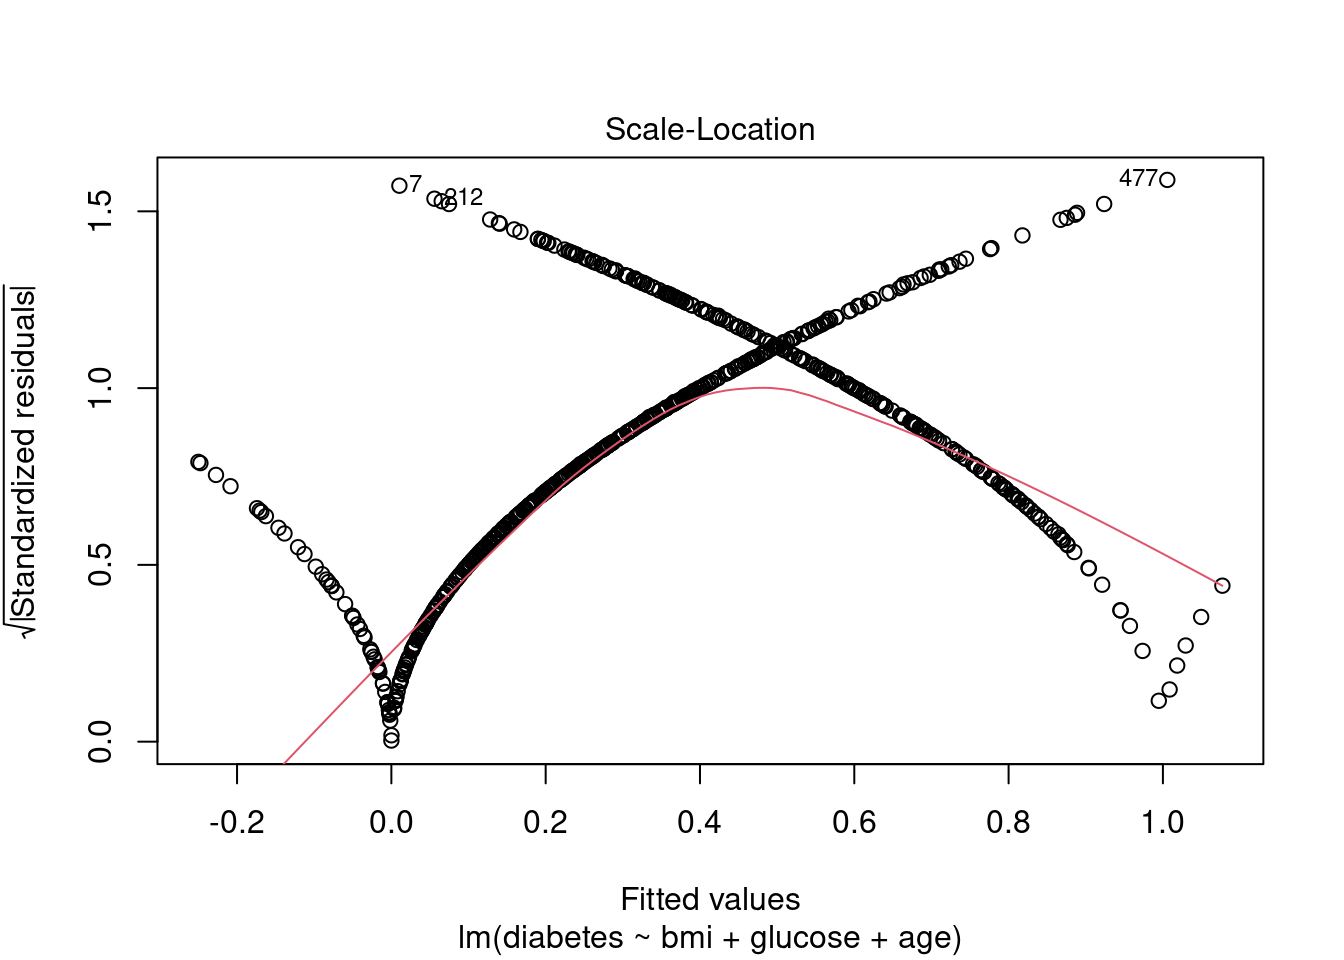 Scale-Location
7
212
477
√|Standardized residuals|
1.5
1.0
0.5
0.0
-0.2 0.0 0.2 0.4 0.6 0.8 1.0
Fitted values
lm(diabetes ~ bmi + glucose + age)